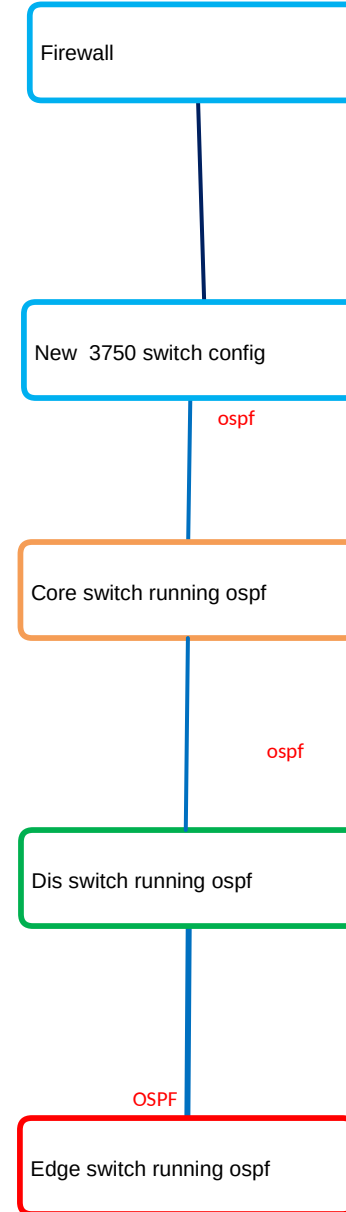 Firewall
New  3750 switch config
ospf
Core switch running ospf
ospf
Dis switch running ospf
OSPF
Edge switch running ospf